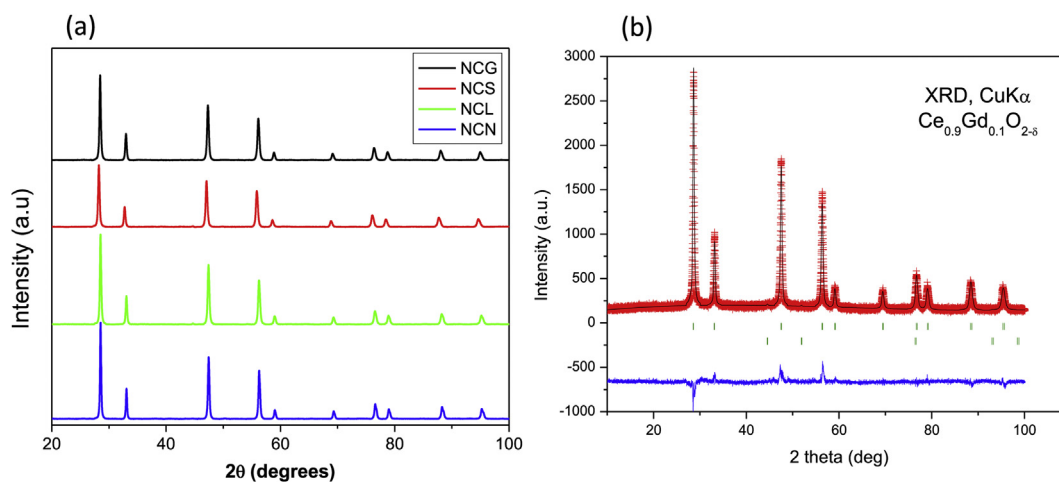 (a)
NCG
NCS
NCL
NCN
Intensity (a.u)
20 40 60 80 100
2θ (degrees)
(b)
XRD, CuKα
Ce0.9Gd0.1O2-δ
Intensity (a.u.)
3000
2500
2000
1500
1000
500
0
-500
-1000
20 40 60 80 100
2 theta (deg)